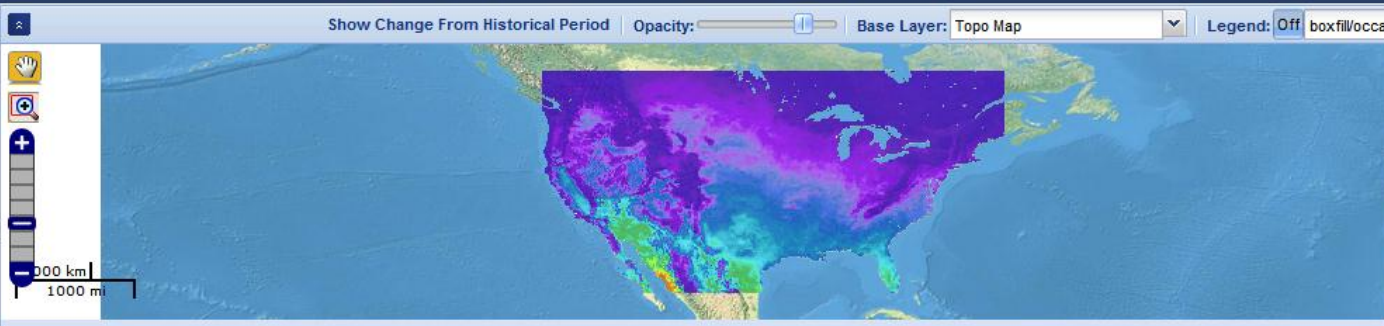 Show Change From Historical Period Opacity: Base Layer: Topo Map Legend: Off boxfill/occa
000 km
1000 mi